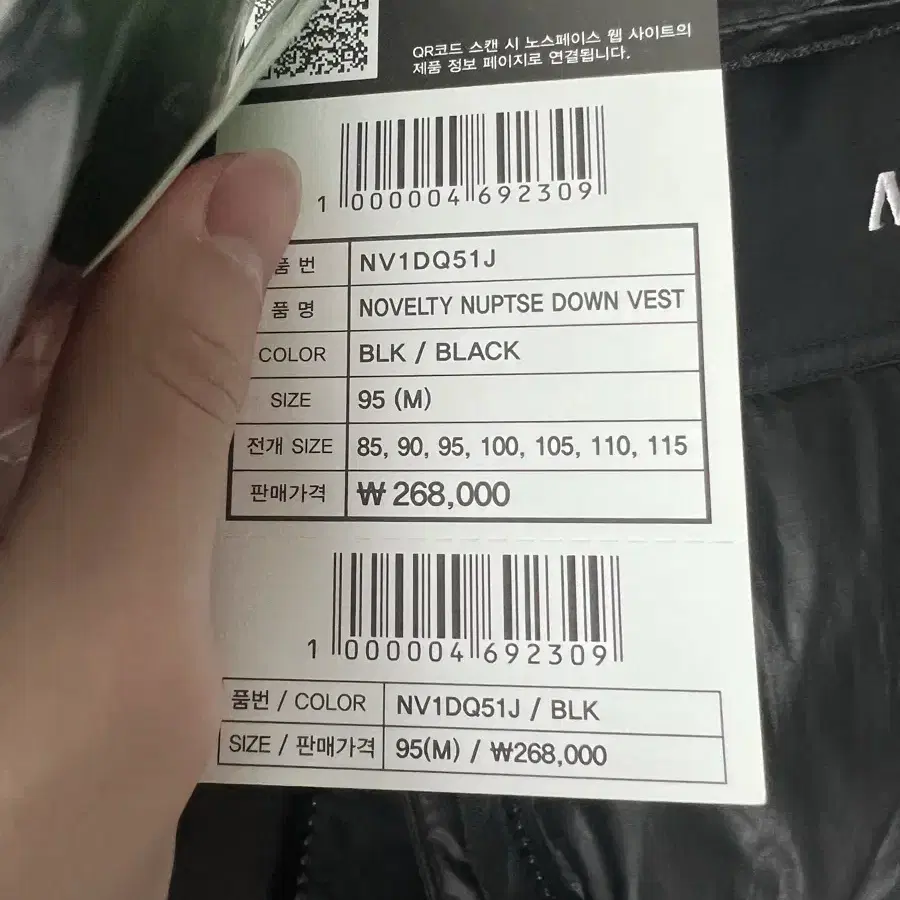 QR코드 스캔 시 노스페이스 웹 사이트의
제품 정보 페이지로 연결됩니다.
1 000004 692309
품 번 NV1DQ51J
품 명 NOVELTY NUPTSE DOWN VEST
COLOR BLK / BLACK
SIZE 95 (M)
전개 SIZE 85, 90, 95, 100, 105, 110, 115
판매가격 ₩ 268,000
1 000004 692309
품번 / COLOR NV1DQ51J / BLK
SIZE / 판매가격 95(M) / ₩268,000